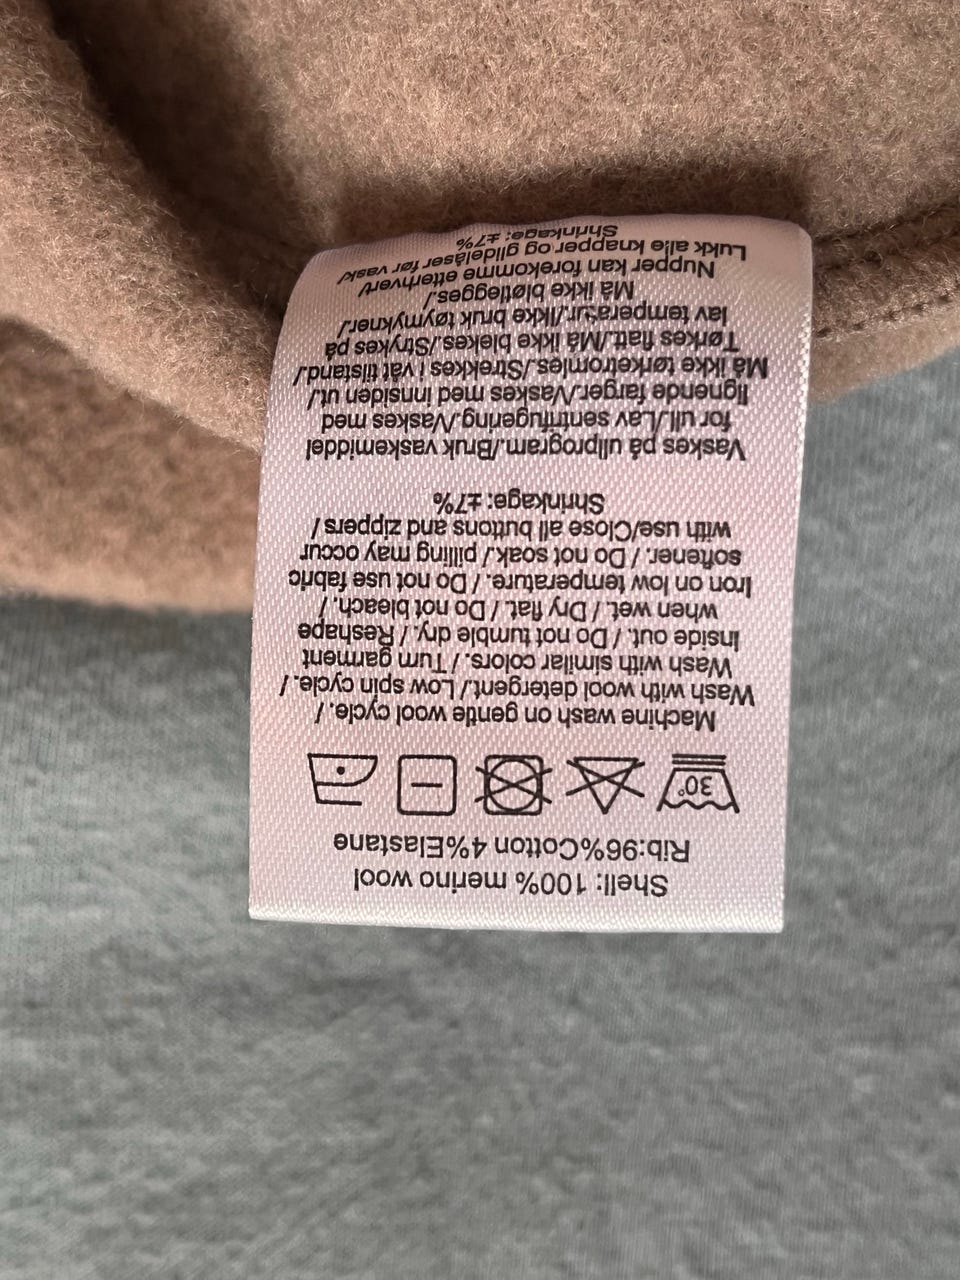 Shell: 100% merino wool
Rib:96%Cotton 4%Elastane
30°
Machine wash on gentle wool cycle. /
Wash with wool detergent./ Low spin cycle. /
Wash with similar colors. / Turn garment
inside out. / Do not tumble dry. / Reshape
when wet. / Dry flat. / Do not bleach. /
Iron on low temperature. / Do not use fabric
softener. / Do not soak./ pilling may occur
with use/Close all buttons and zippers /
Shrinkage: ±7%
Vaskes på ullprogram./Bruk vaskemiddel
for ull./Lav sentrifugering./Vaskes med
lignende farger./Vaskes med innsiden ut./
Må ikke tørketromles./Strekkes i våt tilstand./
Tørkes flatt./Må ikke blekes./Strykes på
lav temperatur./Ikke bruk tøymykner./
Må ikke bløtlegges./
Nupper kan forekomme etterhvert/
Lukk alle knapper og glidelåser før vask/
Shrinkage: ±7%